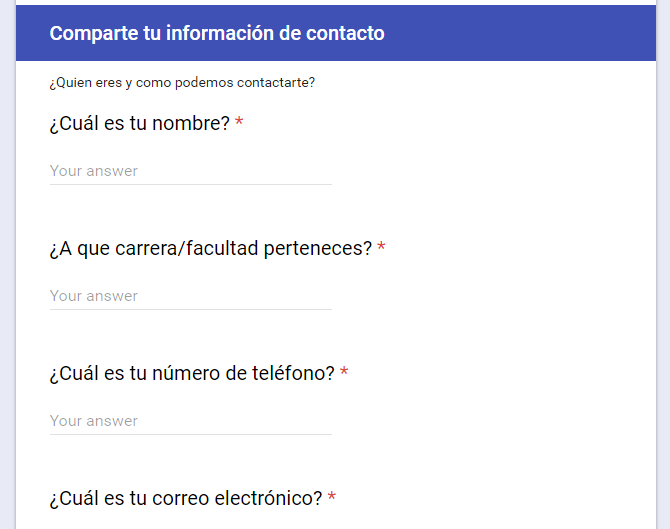 Comparte tu información de contacto
¿Quien eres y como podemos contactarte?
¿Cuál es tu nombre? *
Your answer
¿A que carrera/facultad perteneces? *
Your answer
¿Cuál es tu número de teléfono? *
Your answer
¿Cuál es tu correo electrónico? *